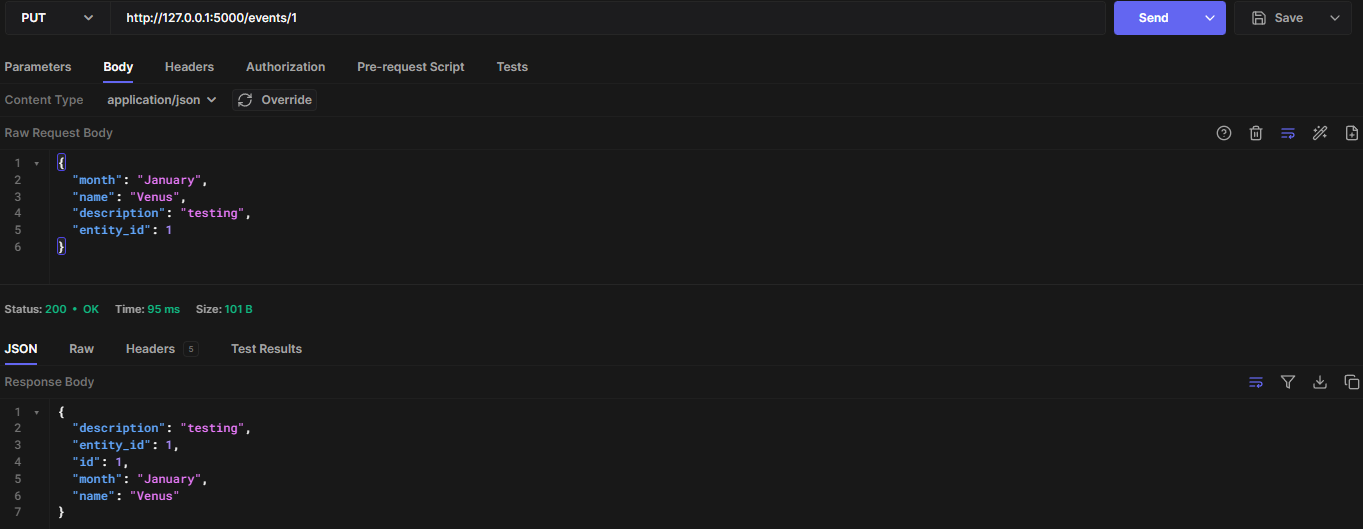 PUT http://127.0.0.1:5000/events/1 Send Save
Parameters Body Headers Authorization Pre-request Script Tests
Content Type application/json Override
Raw Request Body
1 {
2 "month": "January",
3 "name": "Venus",
4 "description": "testing",
5 "entity_id": 1
6 }
Status: 200 • OK Time: 95 ms Size: 101 B
JSON Raw Headers 5 Test Results
Response Body
1 {
2 "description": "testing",
3 "entity_id": 1,
4 "id": 1,
5 "month": "January",
6 "name": "Venus"
7 }